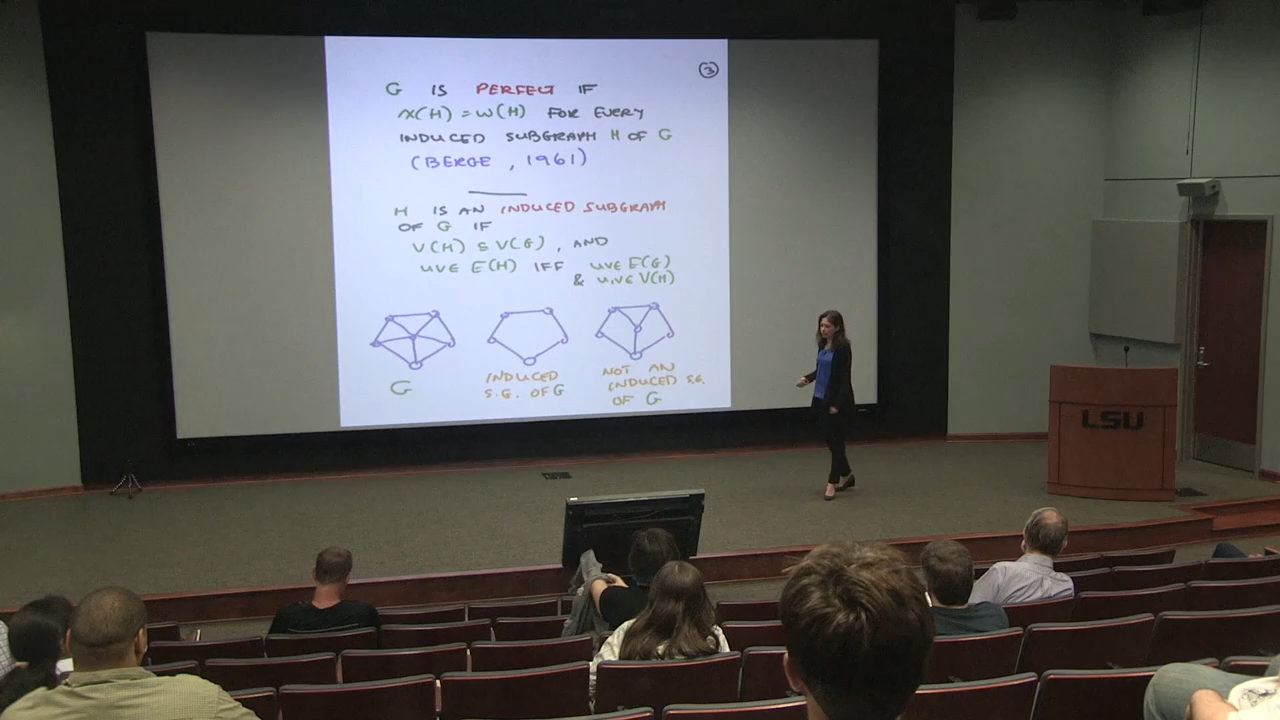 3
G IS PERFECT IF
χ(H) = ω(H) FOR EVERY
INDUCED SUBGRAPH H OF G
(BERGE, 1961)
H IS AN INDUCED SUBGRAPH
OF G IF
V(H) ⊆ V(G), AND
uv∈ E(H) IFF uv∈ E(G)
& u,v∈ V(H)
G
INDUCED
S.G. OF G
NOT AN
INDUCED S.G.
OF G
LSU